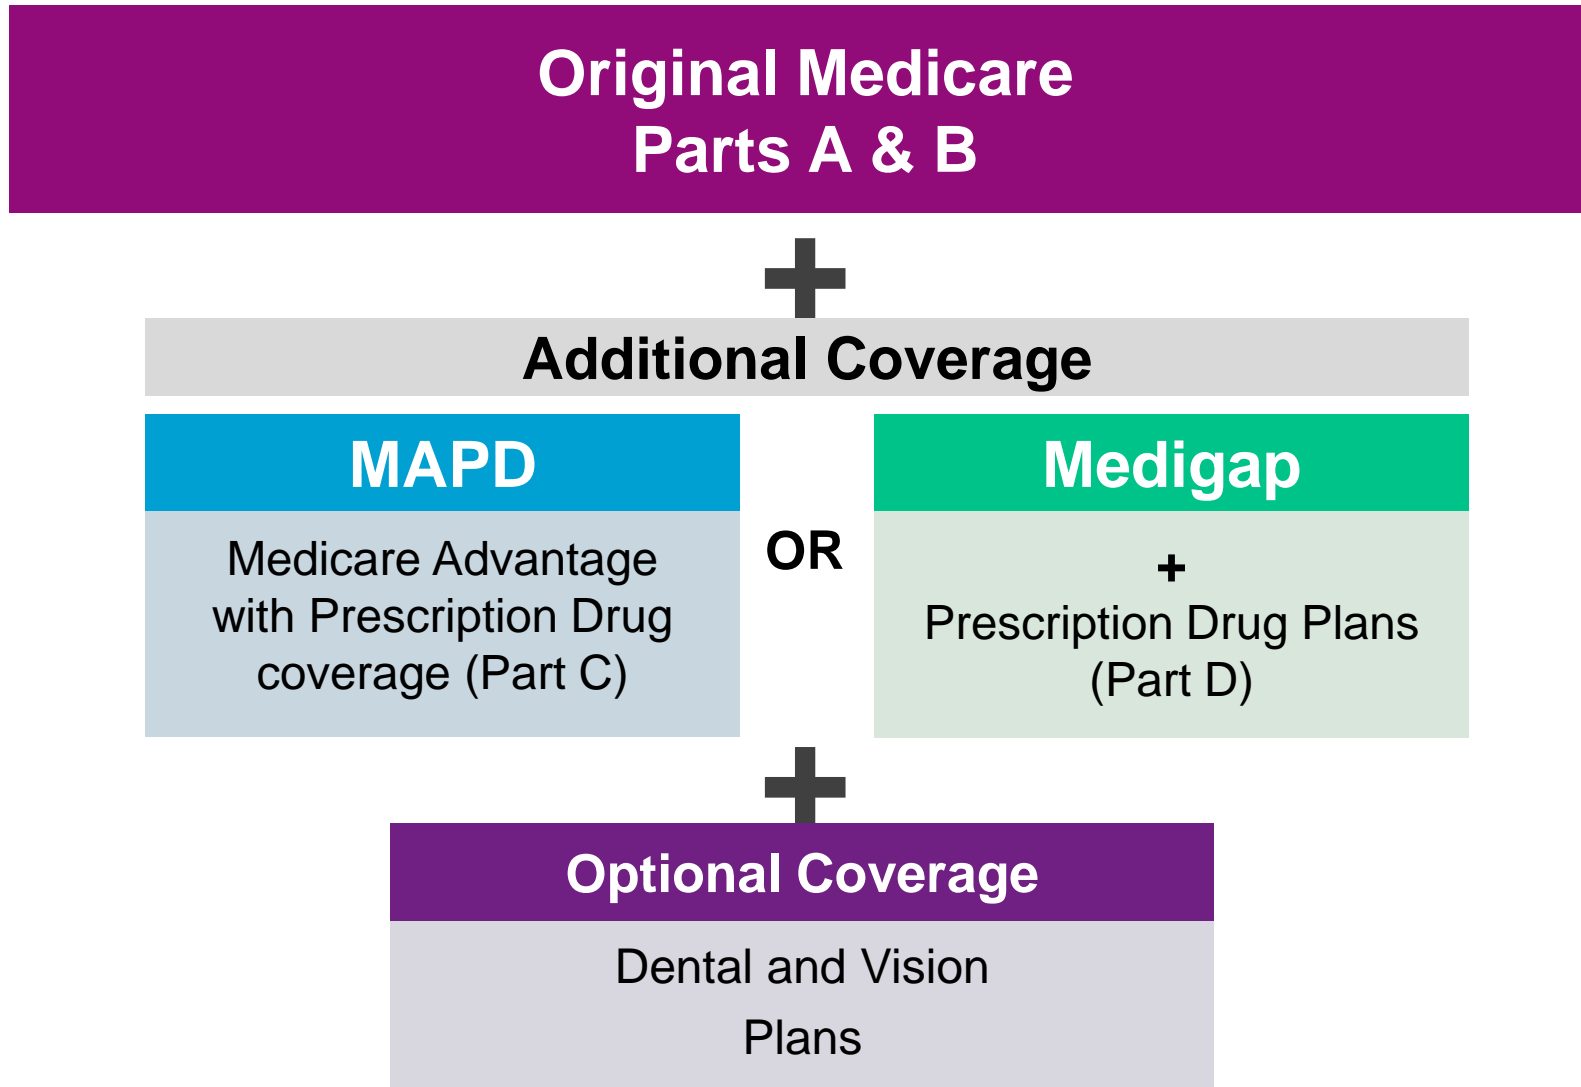 Original Medicare
Parts A & B
Additional Coverage
MAPD
Medicare Advantage
with Prescription Drug
coverage (Part C)
OR
Medigap
+
Prescription Drug Plans
(Part D)
Optional Coverage
Dental and Vision
Plans